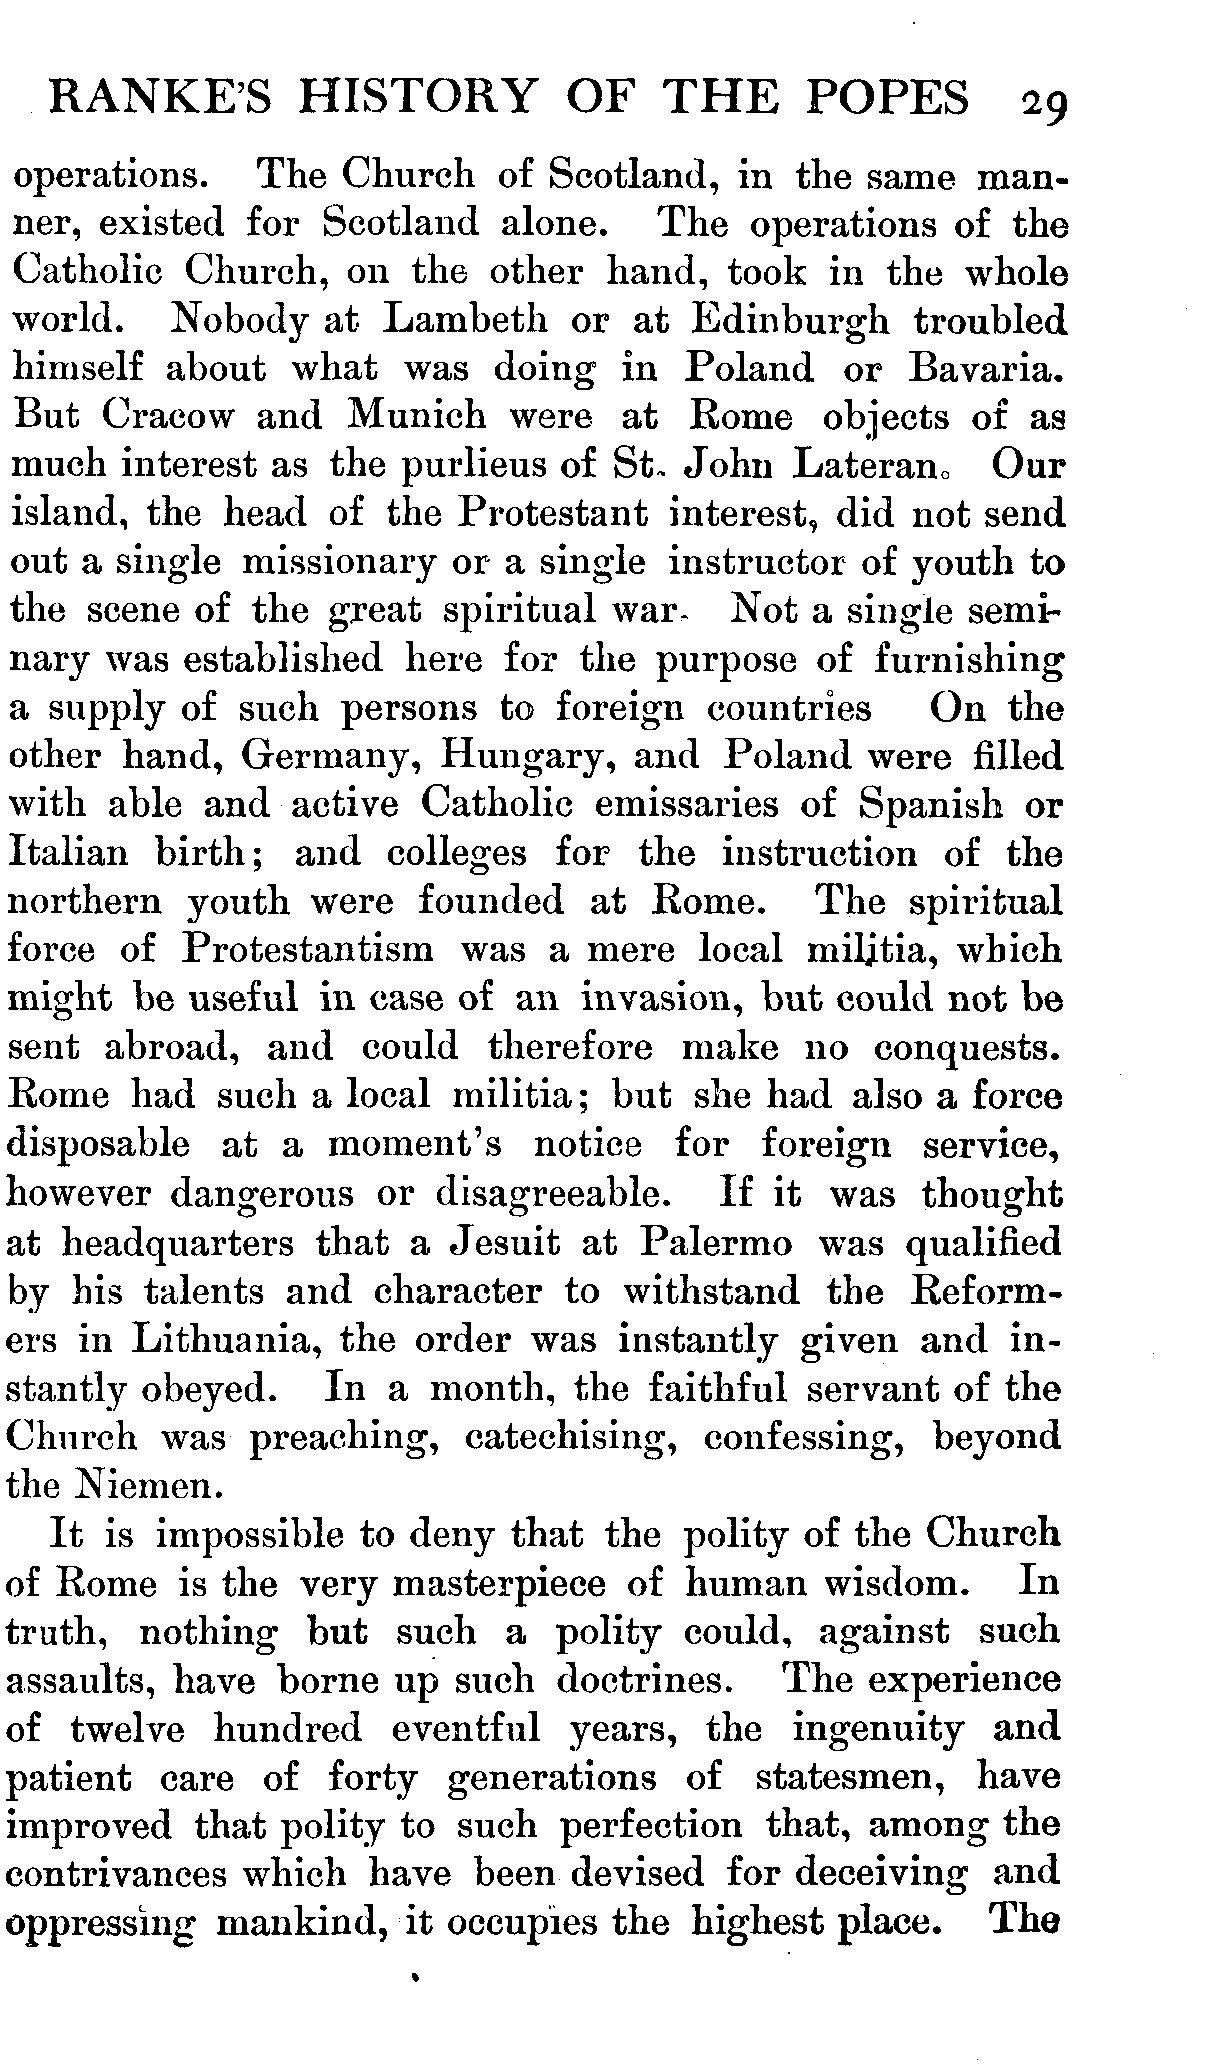 RANKE'S HISTORY OF THE POPES 29
operations. The Church of Scotland, in the same man-
ner, existed for Scotland alone. The operations of the
Catholic Church, on the other hand, took in the whole
world. Nobody at Lambeth or at Edinburgh troubled
himself about what was doing in Poland or Bavaria.
But Cracow and Munich were at Rome objects of as
much interest as the purlieus of St. John Lateran. Our
island, the head of the Protestant interest, did not send
out a single missionary or a single instructor of youth to
the scene of the great spiritual war. Not a single semi-
nary was established here for the purpose of furnishing
a supply of such persons to foreign countries On the
other hand, Germany, Hungary, and Poland were filled
with able and active Catholic emissaries of Spanish or
Italian birth; and colleges for the instruction of the
northern youth were founded at Rome. The spiritual
force of Protestantism was a mere local militia, which
might be useful in case of an invasion, but could not be
sent abroad, and could therefore make no conquests.
Rome had such a local militia; but she had also a force
disposable at a moment's notice for foreign service,
however dangerous or disagreeable. If it was thought
at headquarters that a Jesuit at Palermo was qualified
by his talents and character to withstand the Reform-
ers in Lithuania, the order was instantly given and in-
stantly obeyed. In a month, the faithful servant of the
Church was preaching, catechising, confessing, beyond
the Niemen.
It is impossible to deny that the polity of the Church
of Rome is the very masterpiece of human wisdom. In
truth, nothing but such a polity could, against such
assaults, have borne up such doctrines. The experience
of twelve hundred eventful years, the ingenuity and
patient care of forty generations of statesmen, have
improved that polity to such perfection that, among the
contrivances which have been devised for deceiving and
oppressing mankind, it occupies the highest place. The